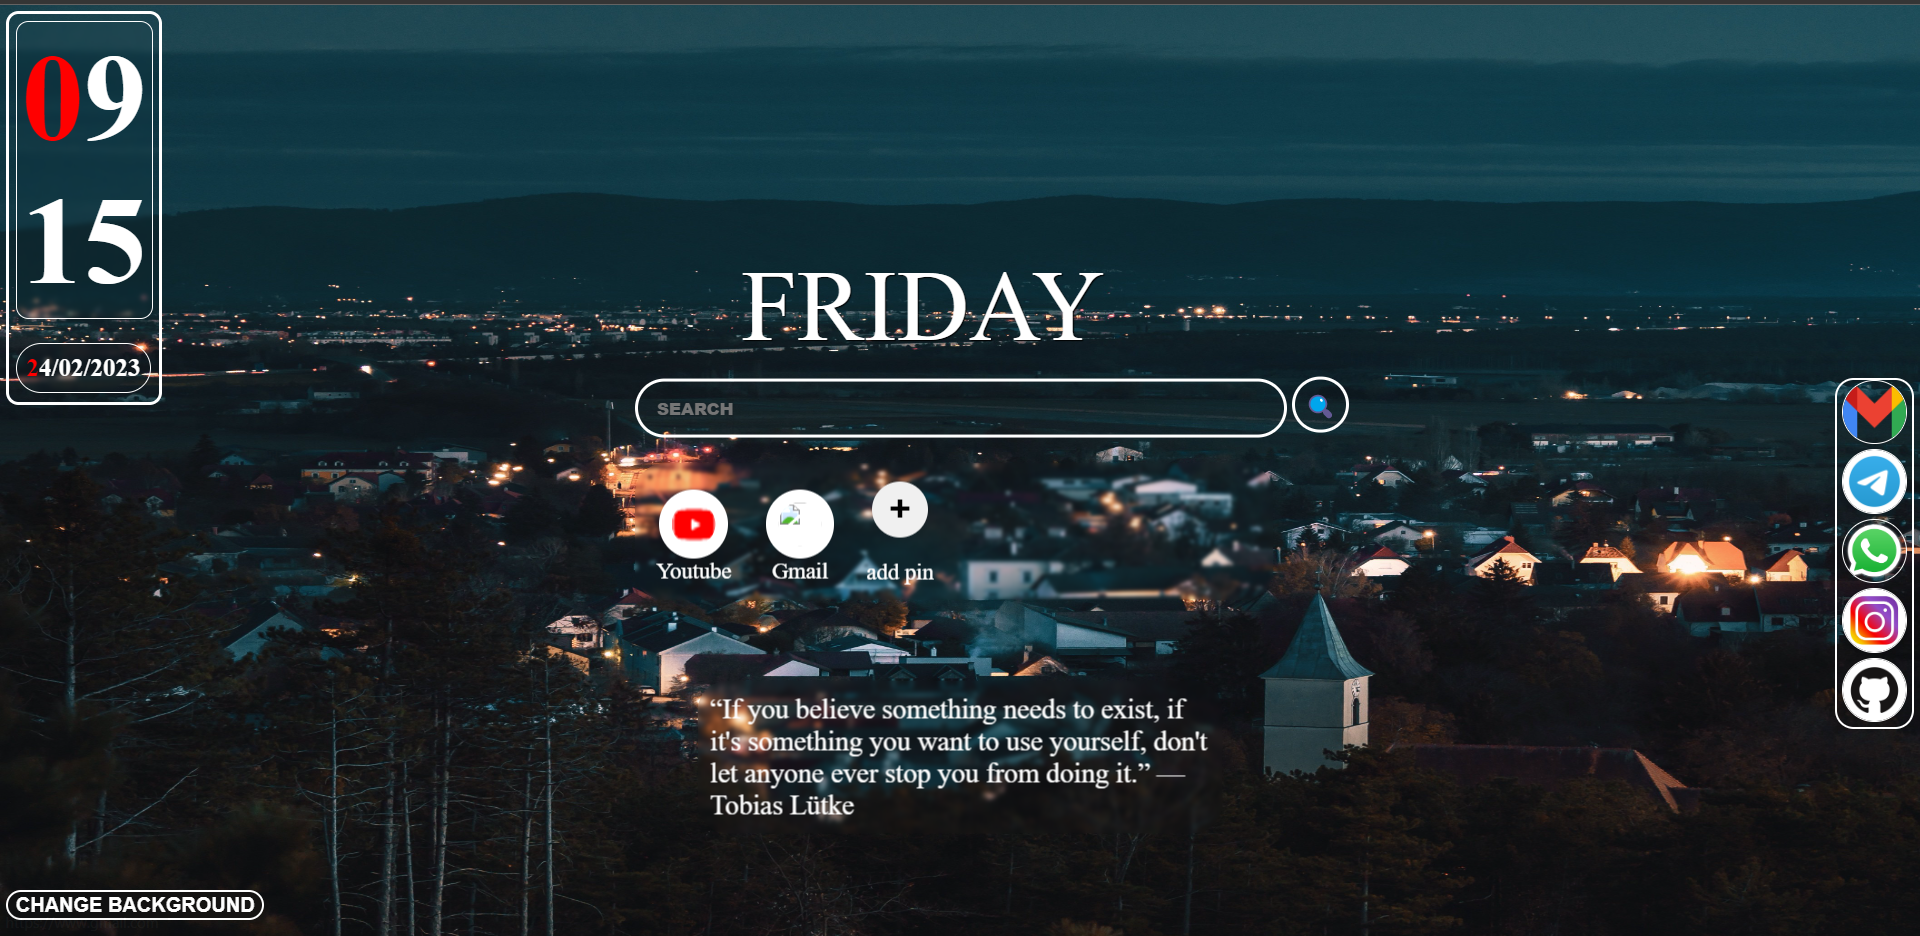 09
15
24/02/2023
FRIDAY
SEARCH
Youtube
Gmail
+
add pin
“If you believe something needs to exist, if
it's something you want to use yourself, don't
let anyone ever stop you from doing it.” —
Tobias Lütke
CHANGE BACKGROUND